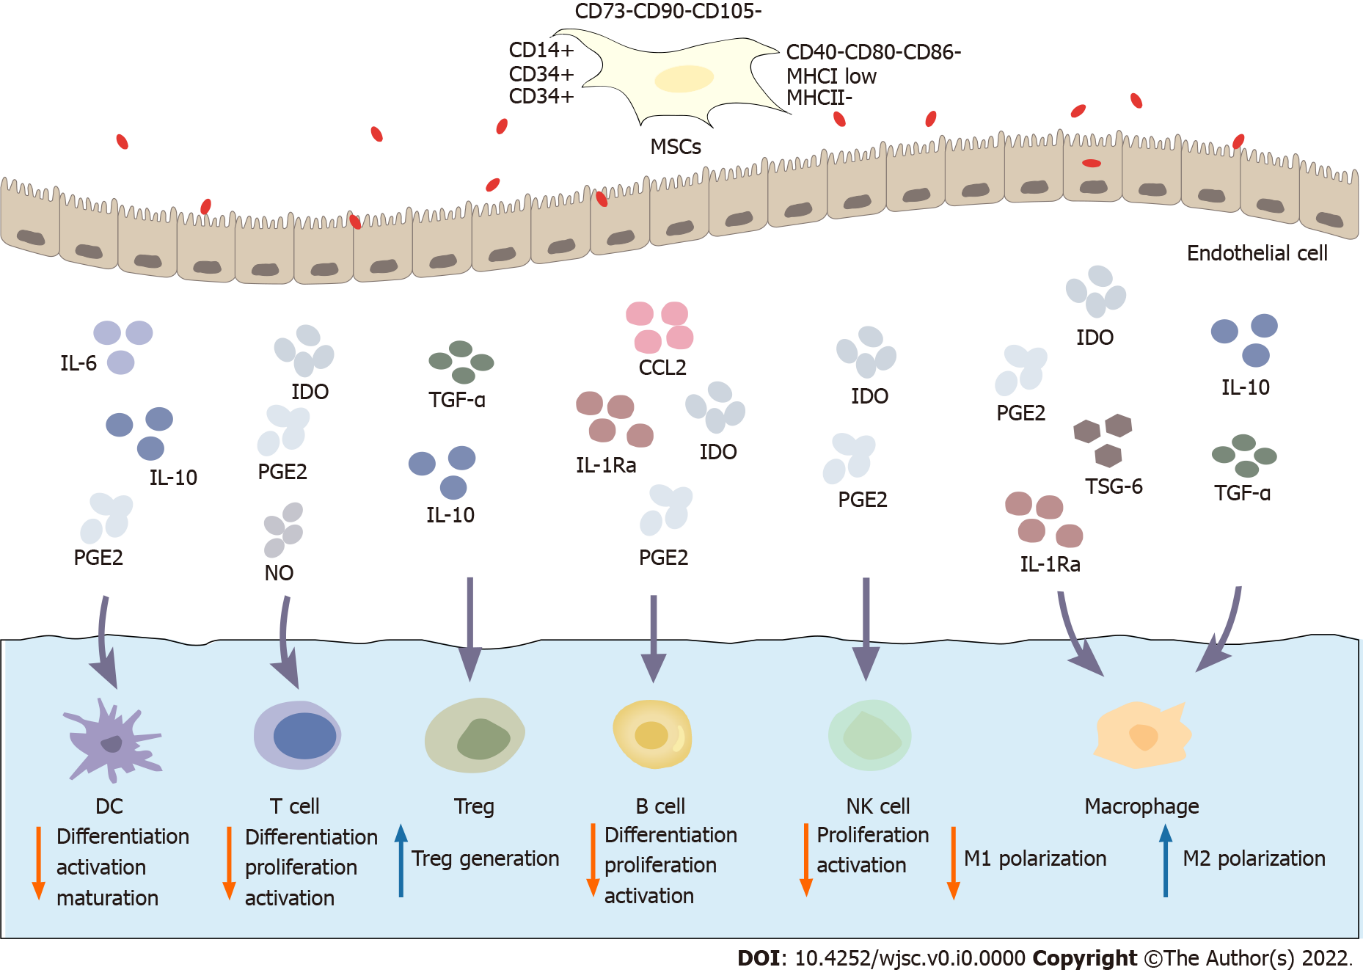 CD73-CD90-CD105-
CD14+
CD34+
CD34+
CD40-CD80-CD86-
MHCI low
MHCII-
MSCs
Endothelial cell
IL-6
IL-10
PGE2
IDO
PGE2
NO
TGF-α
IL-10
CCL2
IL-1Ra
IDO
PGE2
IDO
PGE2
IDO
PGE2
TSG-6
IL-1Ra
IL-10
TGF-α
DC
Differentiation
activation
maturation
T cell
Differentiation
proliferation
activation
Treg
Treg generation
B cell
Differentiation
proliferation
activation
NK cell
Proliferation
activation
Macrophage
M1 polarization
M2 polarization
DOI: 10.4252/wjsc.v0.i0.0000 Copyright ©The Author(s) 2022.